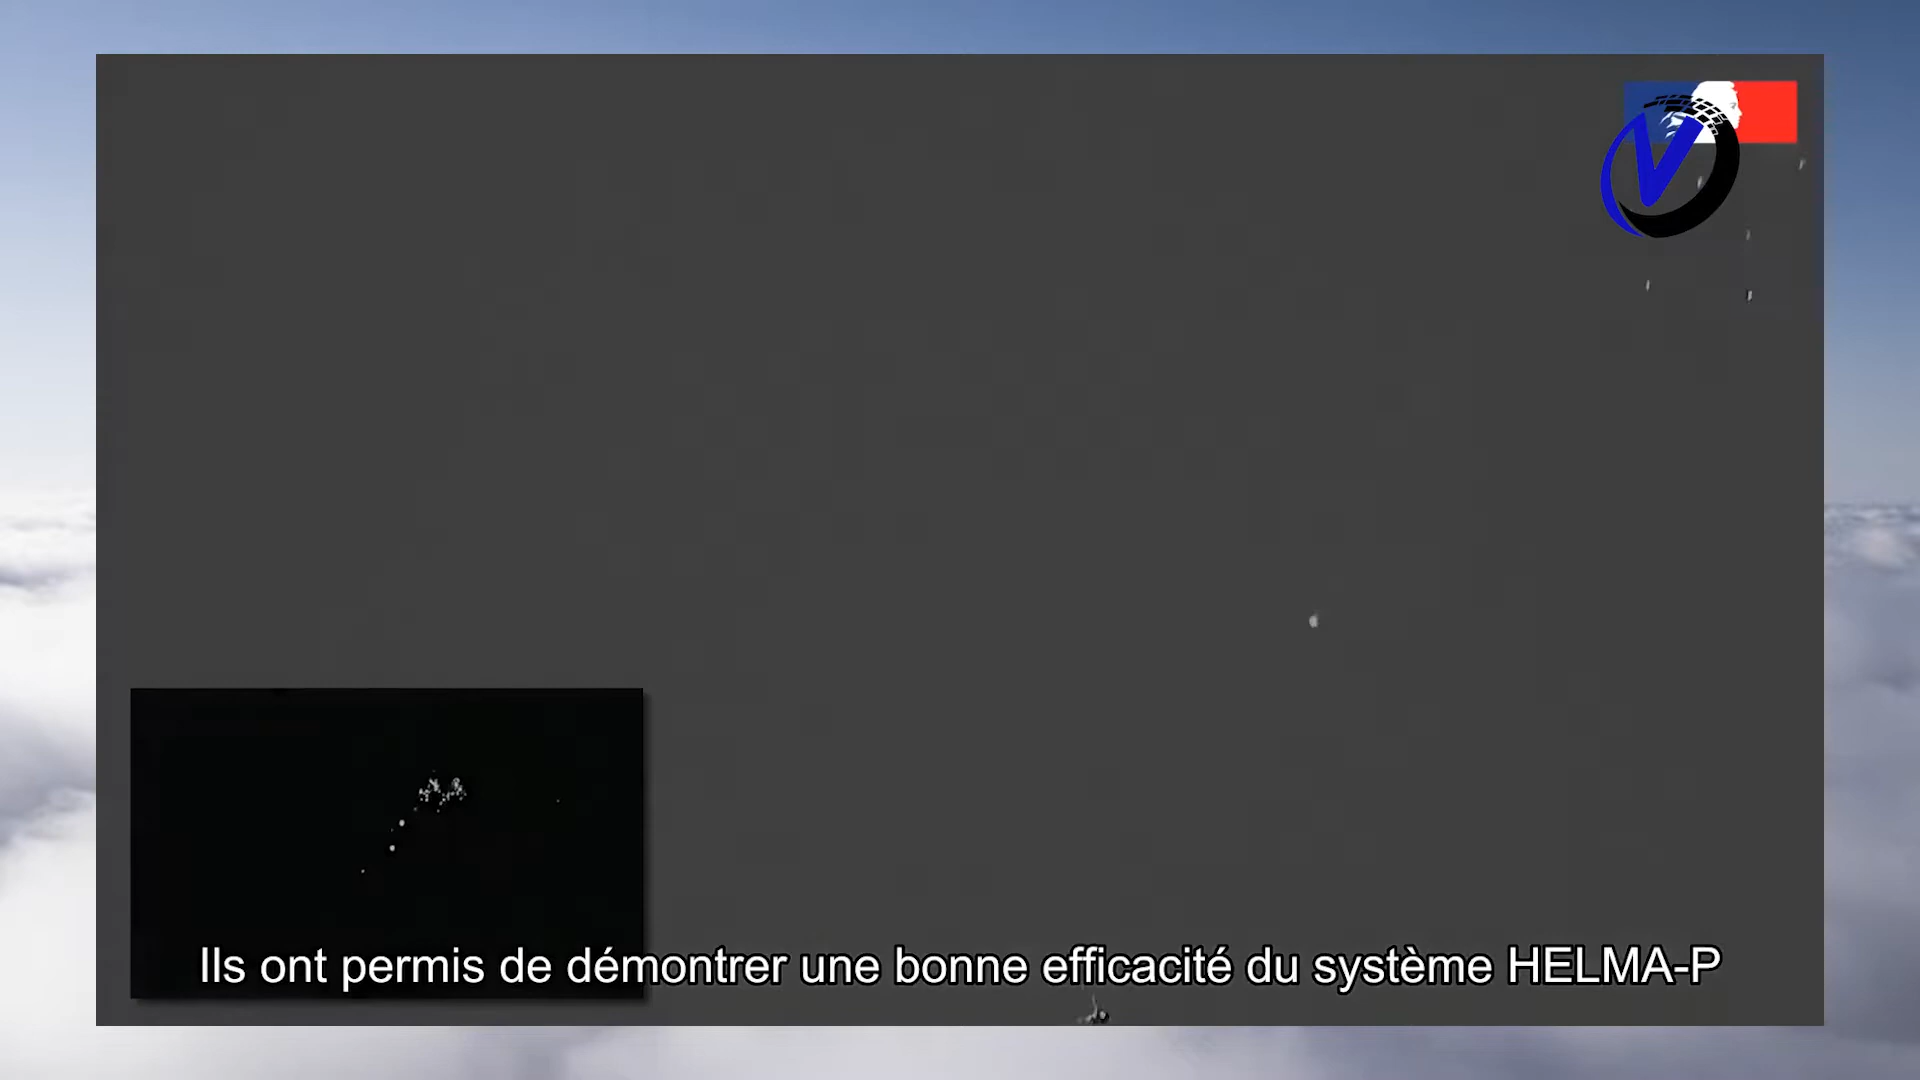 V
Ils ont permis de démontrer une bonne efficacité du système HELMA-P